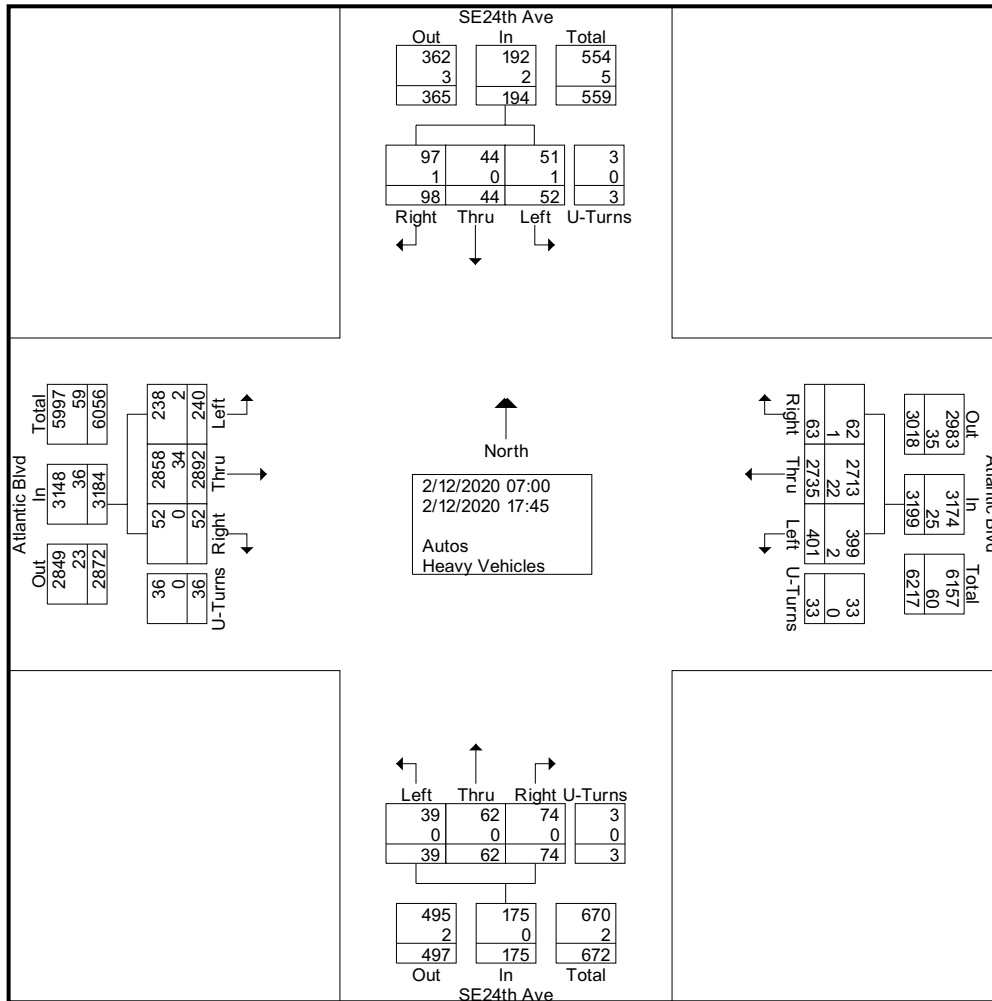 SE24th Ave
Out In Total
362 192 554
3 2 5
365 194 559
97 44 51 3
1 0 1 0
98 44 52 3
Right Thru Left U-Turns
Atlantic Blvd
Total In Out
5997 3148 2849
59 36 23
6056 3184 2872
238 2858 52 36
2 34 0 0
240 2892 52 36
Left Thru Right U-Turns
North
2/12/2020 07:00
2/12/2020 17:45
Autos
Heavy Vehicles
Right Thru Left U-Turns
63 2735 401 33
1 22 2 0
62 2713 399 33
3018 3199 6217
35 25 60
2983 3174 6157
Out In Total
Atlantic Blvd
Left Thru Right U-Turns
39 62 74 3
0 0 0 0
39 62 74 3
495 175 670
2 0 2
497 175 672
Out In Total
SE24th Ave